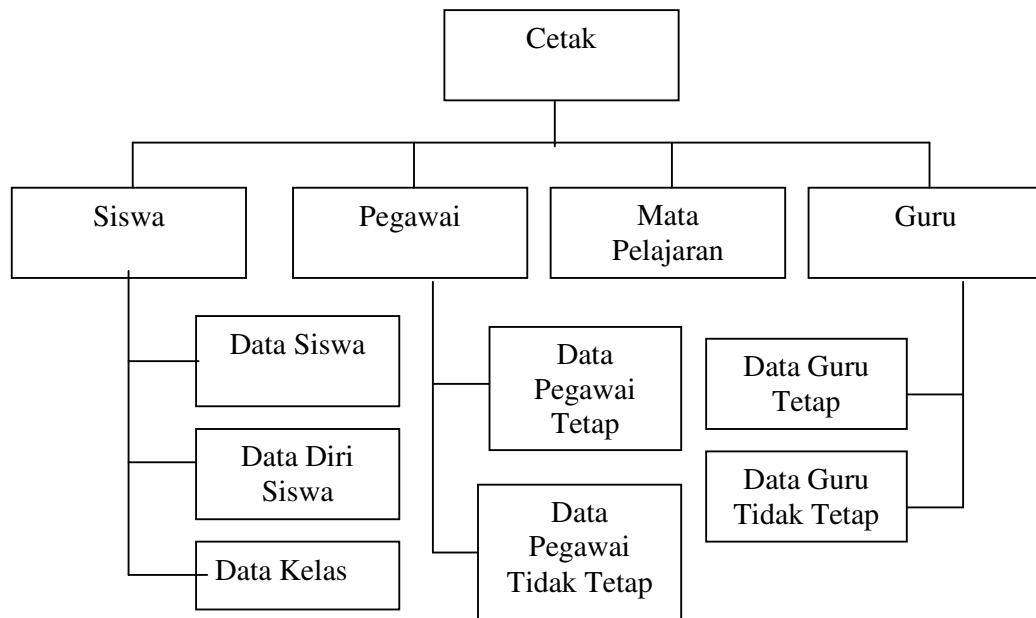 Cetak
Siswa
Pegawai
Mata
Pelajaran
Guru
Data Siswa
Data Diri
Siswa
Data Kelas
Data
Pegawai
Tetap
Data
Pegawai
Tidak Tetap
Data Guru
Tetap
Data Guru
Tidak Tetap